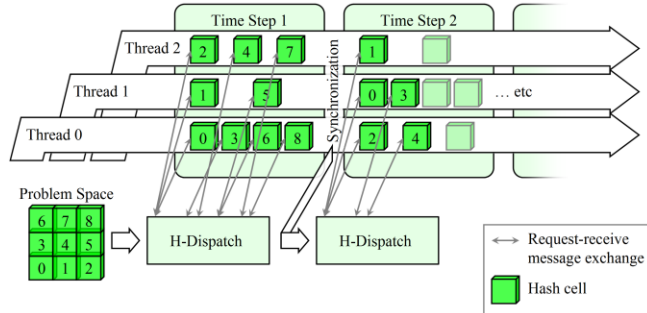 Time Step 1
Time Step 2
Thread 2
2 4 7
1
Thread 1
1 5
0 3
... etc
Synchronization
Thread 0
0 3 6 8
2 4
Problem Space
6 7 8
3 4 5
0 1 2
H-Dispatch
H-Dispatch
Request-receive
message exchange
Hash cell